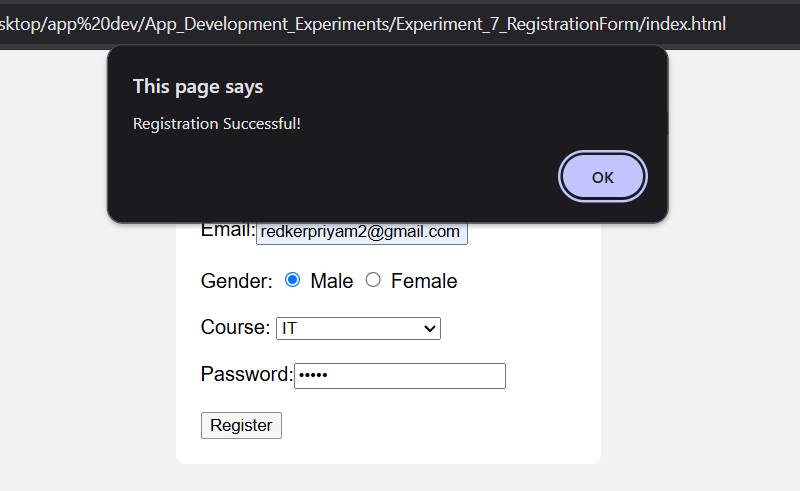 sktop/app%20dev/App_Development_Experiments/Experiment_7_RegistrationForm/index.html
This page says
Registration Successful!
OK
Email: redkerpriyam2@gmail.com
Gender: Male Female
Course: IT
Password: •••••
Register